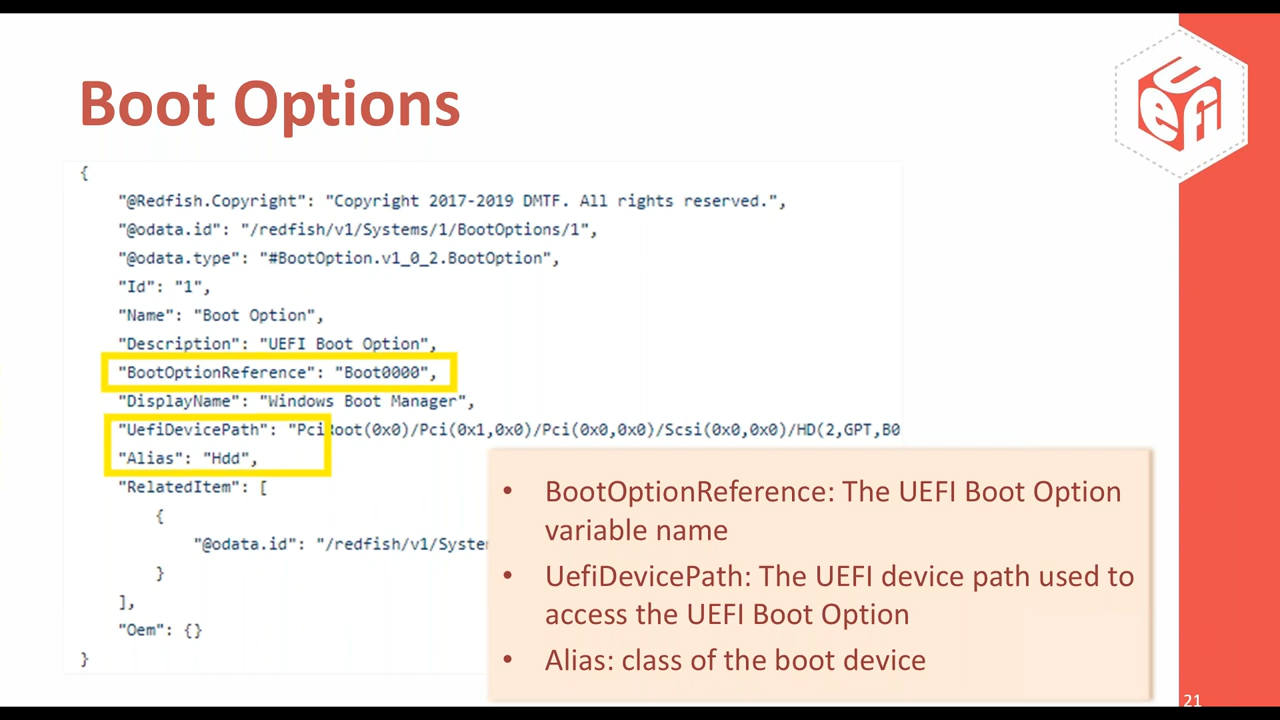 Boot Options
uefi
{
"@Redfish.Copyright": "Copyright 2017-2019 DMTF. All rights reserved.",
"@odata.id": "/redfish/v1/Systems/1/BootOptions/1",
"@odata.type": "#BootOption.v1_0_2.BootOption",
"Id": "1",
"Name": "Boot Option",
"Description": "UEFI Boot Option",
"BootOptionReference": "Boot0000",
"DisplayName": "Windows Boot Manager",
"UefiDevicePath": "PciRoot(0x0)/Pci(0x1,0x0)/Pci(0x0,0x0)/Scsi(0x0,0x0)/HD(2,GPT,B0
"Alias": "Hdd",
"RelatedItem": [
{
"@odata.id": "/redfish/v1/System
}
],
"Oem": {}
}
• BootOptionReference: The UEFI Boot Option
variable name
• UefiDevicePath: The UEFI device path used to
access the UEFI Boot Option
• Alias: class of the boot device
21